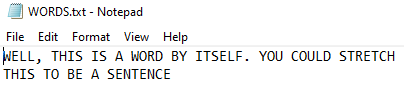 WORDS.txt - Notepad
File Edit Format View Help
WELL, THIS IS A WORD BY ITSELF. YOU COULD STRETCH
THIS TO BE A SENTENCE